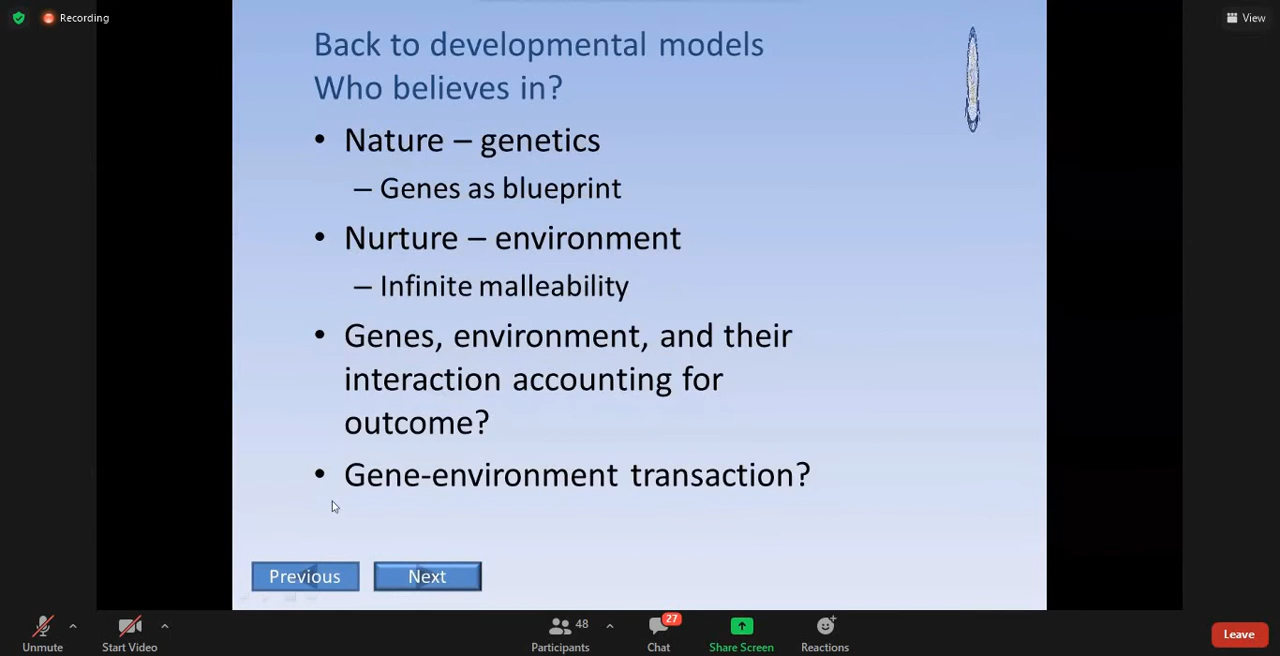 Recording
View
Back to developmental models
Who believes in?
• Nature – genetics
– Genes as blueprint
• Nurture – environment
– Infinite malleability
• Genes, environment, and their
interaction accounting for
outcome?
• Gene-environment transaction?
Previous
Next
48
27
Unmute
Start Video
Participants
Chat
Share Screen
Reactions
Leave